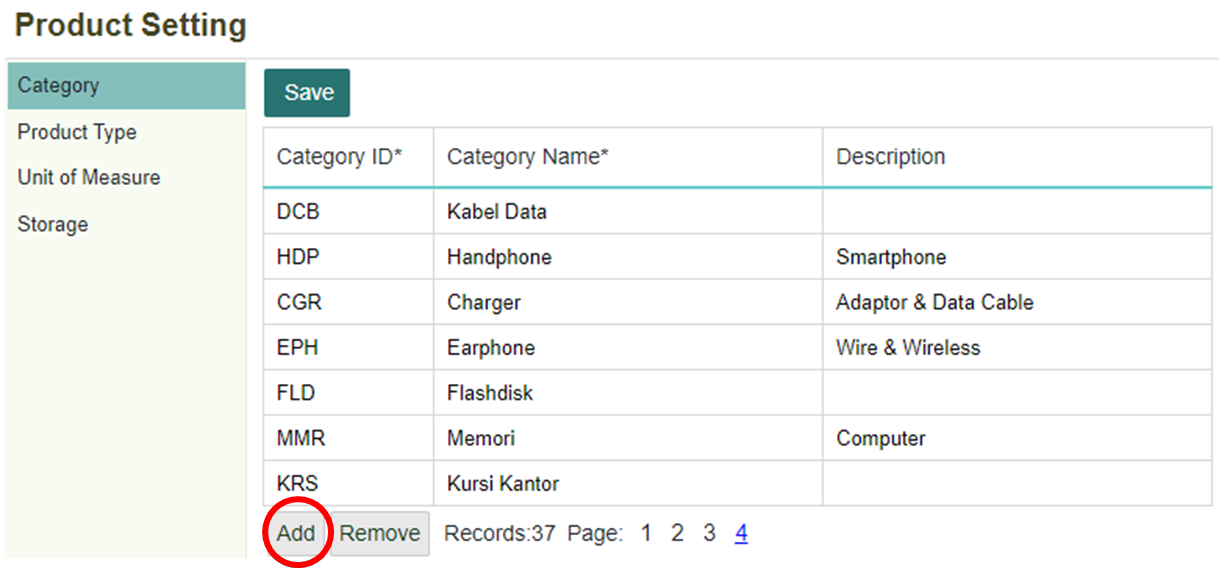 Product Setting
Category
Product Type
Unit of Measure
Storage
Save
Category ID* Category Name* Description
DCB Kabel Data
HDP Handphone Smartphone
CGR Charger Adaptor & Data Cable
EPH Earphone Wire & Wireless
FLD Flashdisk
MMR Memori Computer
KRS Kursi Kantor
Add Remove Records:37 Page: 1 2 3 4